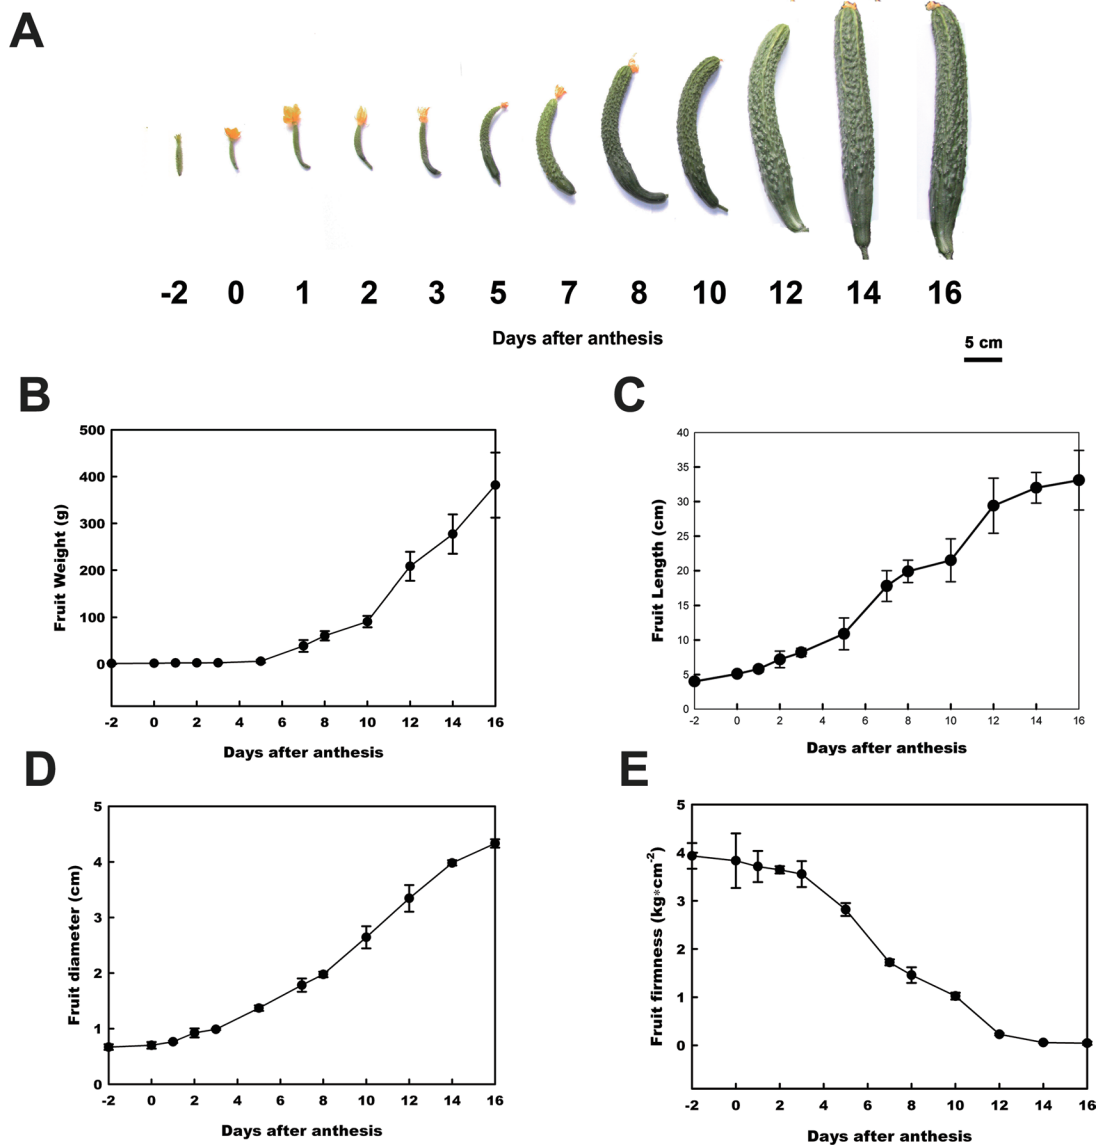 A
-2 0 1 2 3 5 7 8 10 12 14 16
Days after anthesis
5 cm
B
500
400
300
200
100
0
Fruit Weight (g)
-2 0 2 4 6 8 10 12 14 16
Days after anthesis
C
40
35
30
25
20
15
10
5
0
Fruit Length (cm)
-2 0 2 4 6 8 10 12 14 16
Days after anthesis
D
5
4
3
2
1
0
Fruit diameter (cm)
-2 0 2 4 6 8 10 12 14 16
Days after anthesis
E
5
4
3
2
1
0
Fruit firmness (kg*cm⁻²)
-2 0 2 4 6 8 10 12 14 16
Days after anthesis